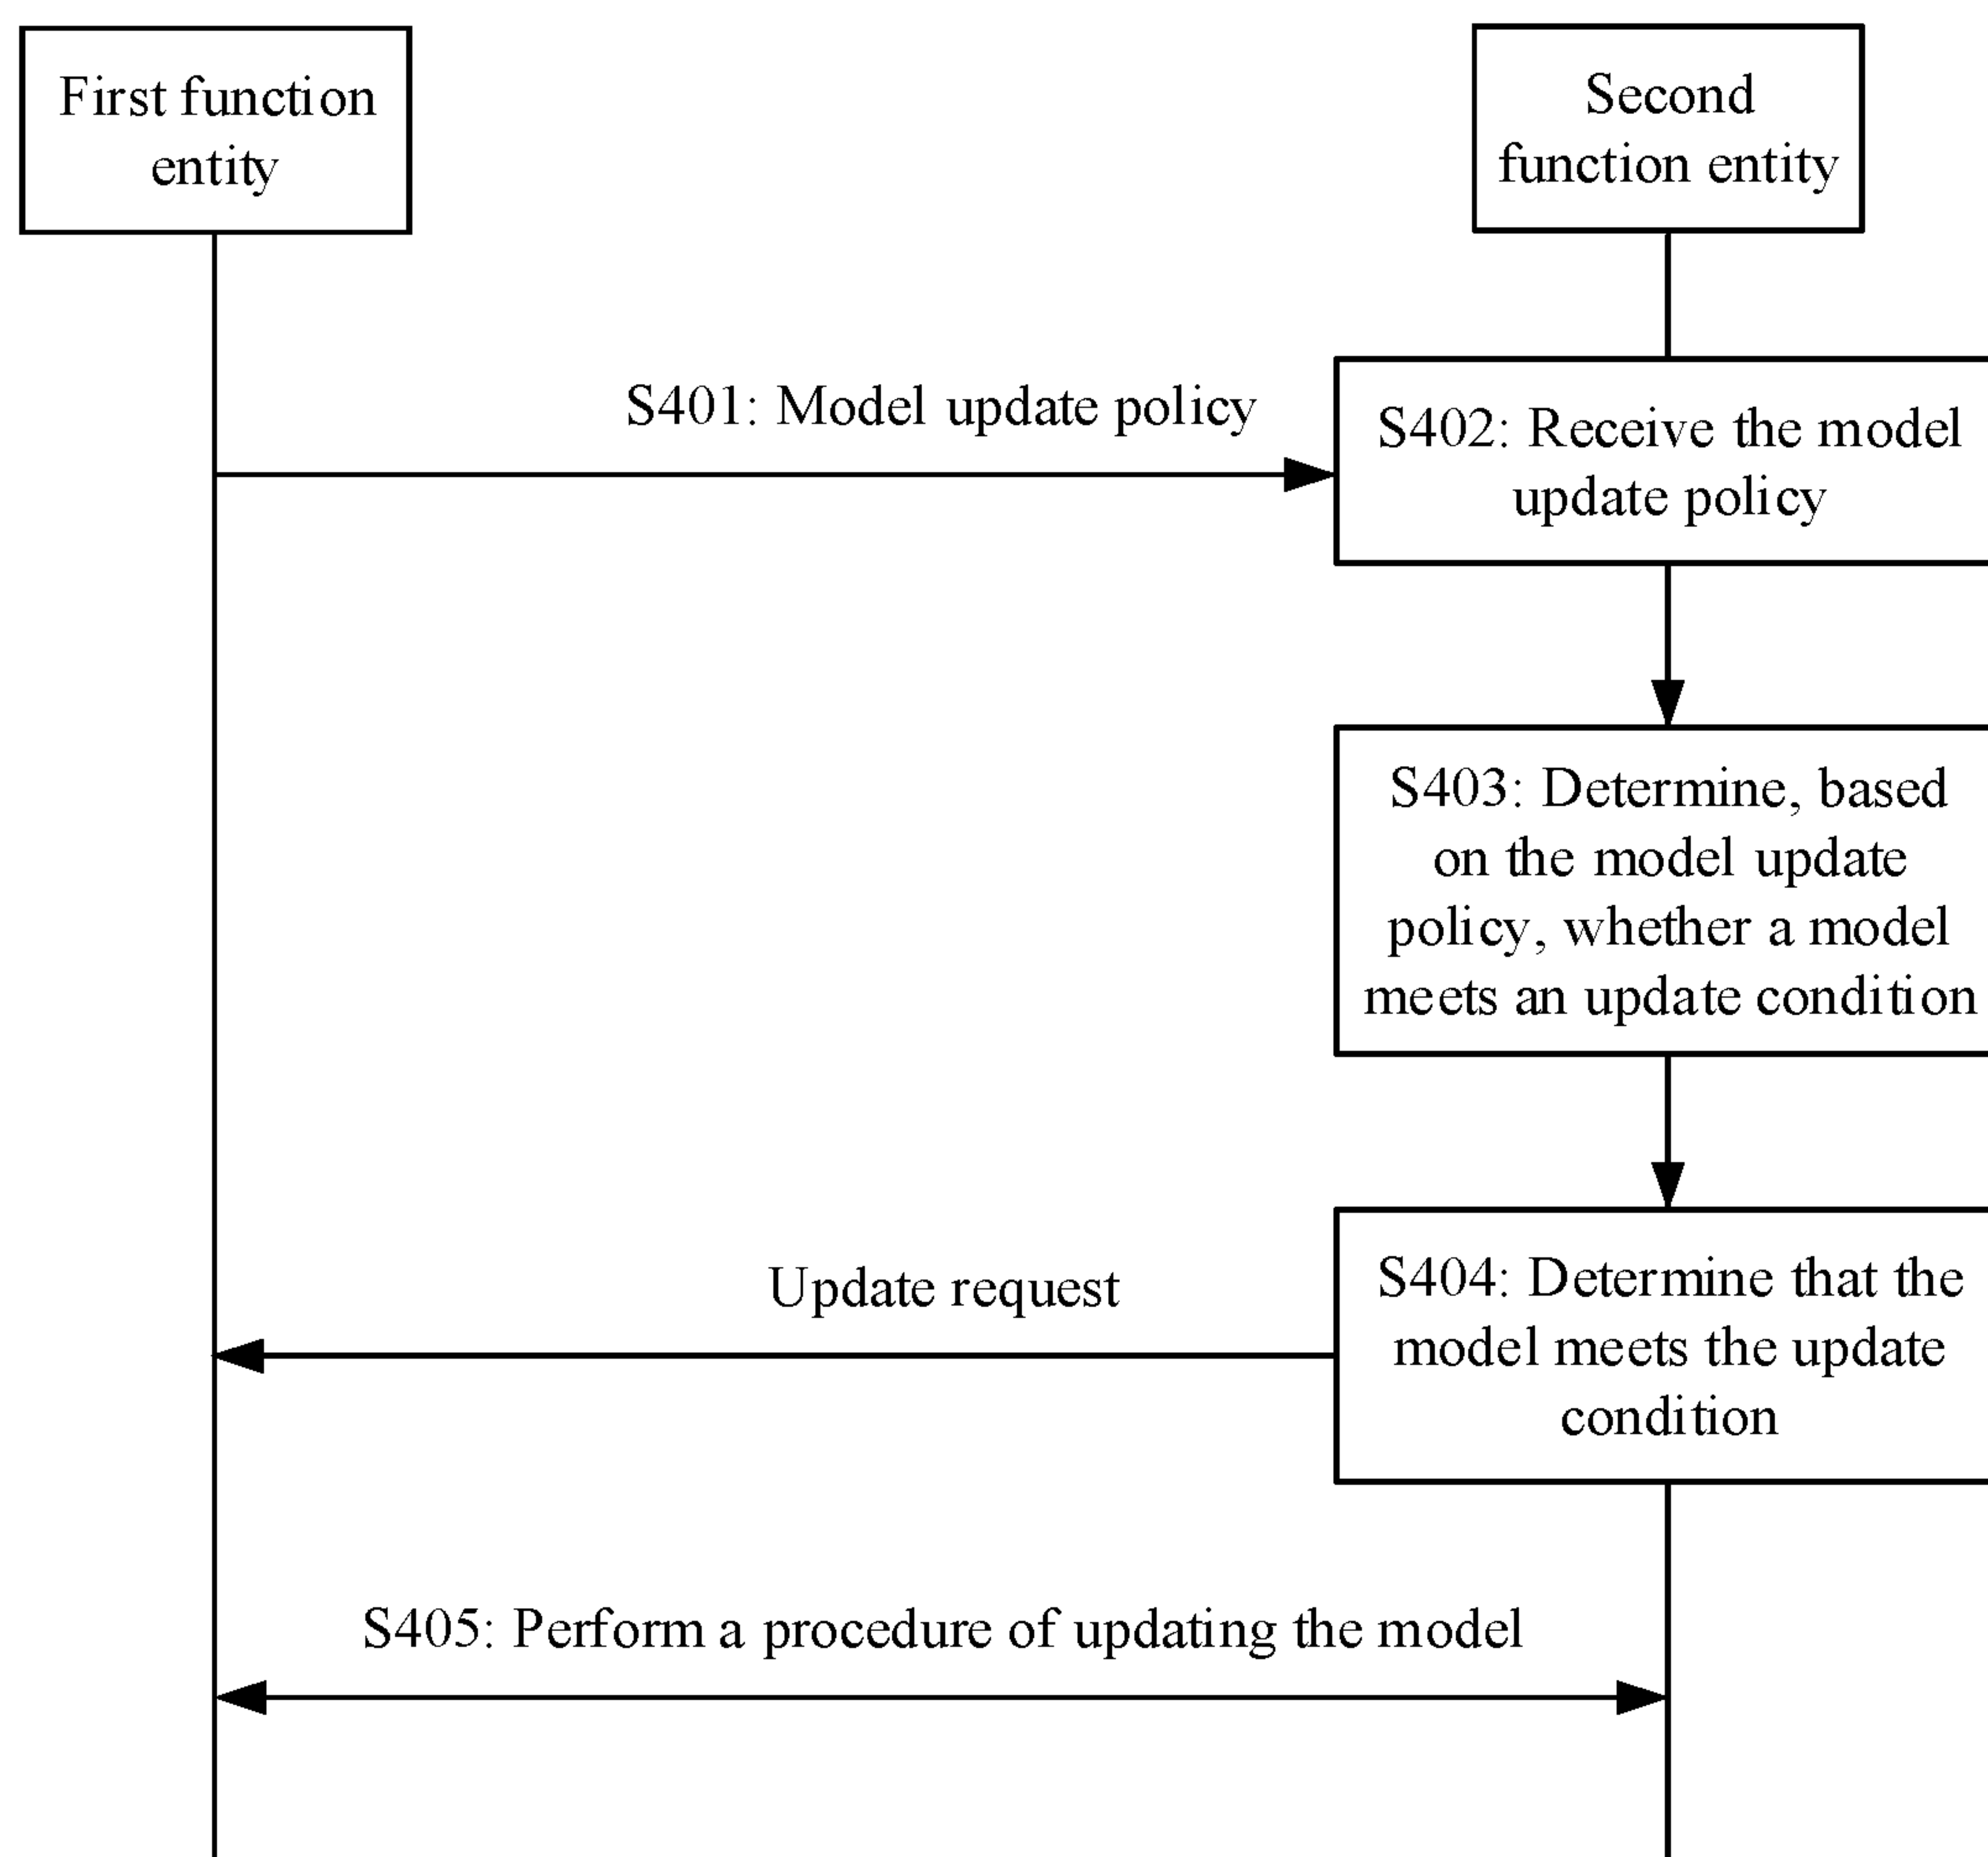 First function
entity
Second
function entity
S401: Model update policy
S402: Receive the model
update policy
S403: Determine, based
on the model update
policy, whether a model
meets an update condition
Update request
S404: Determine that the
model meets the update
condition
S405: Perform a procedure of updating the model